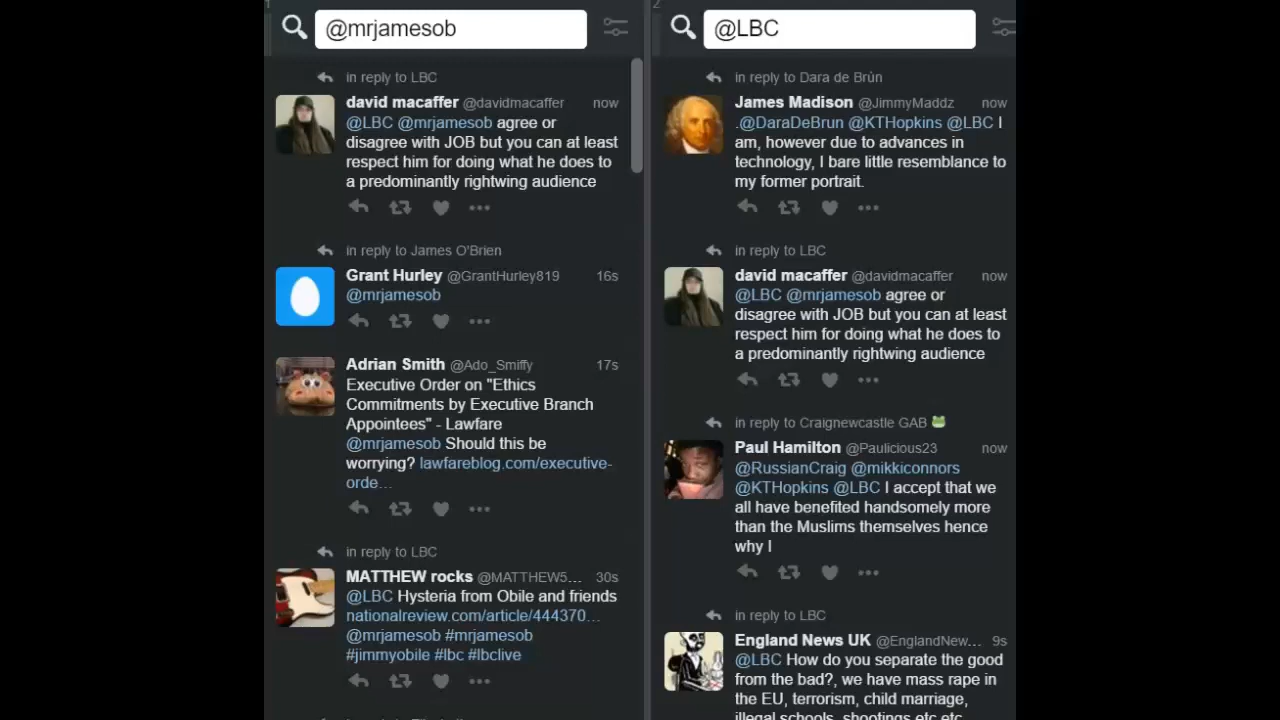 1
@mrjamesob
in reply to LBC
david macaffer @davidmacaffer now
@LBC @mrjamesob agree or
disagree with JOB but you can at least
respect him for doing what he does to
a predominantly rightwing audience
in reply to James O'Brien
Grant Hurley @GrantHurley819 16s
@mrjamesob
Adrian Smith @Ado_Smiffy 17s
Executive Order on "Ethics
Commitments by Executive Branch
Appointees" - Lawfare
@mrjamesob Should this be
worrying? lawfareblog.com/executive-
orde...
in reply to LBC
MATTHEW rocks @MATTHEW5... 30s
@LBC Hysteria from Obile and friends
nationalreview.com/article/444370...
@mrjamesob #mrjamesob
#jimmyobile #lbc #lbclive
2
@LBC
in reply to Dara de Brún
James Madison @JimmyMaddz now
.@DaraDeBrun @KTHopkins @LBC I
am, however due to advances in
technology, I bare little resemblance to
my former portrait.
in reply to LBC
david macaffer @davidmacaffer now
@LBC @mrjamesob agree or
disagree with JOB but you can at least
respect him for doing what he does to
a predominantly rightwing audience
in reply to Craignewcastle GAB 🐸
Paul Hamilton @Paulicious23 now
@RussianCraig @mikkiconnors
@KTHopkins @LBC I accept that we
all have benefited handsomely more
than the Muslims themselves hence
why I
in reply to LBC
England News UK @EnglandNew... 9s
@LBC How do you separate the good
from the bad?, we have mass rape in
the EU, terrorism, child marriage,
illegal schools, shootings etc etc